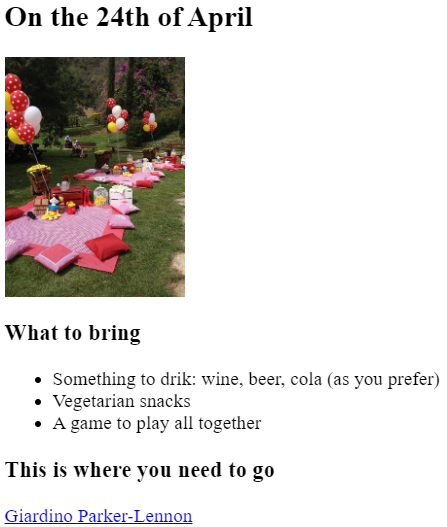 On the 24th of April
What to bring
Something to drik: wine, beer, cola (as you prefer)
Vegetarian snacks
A game to play all together
This is where you need to go
Giardino Parker-Lennon